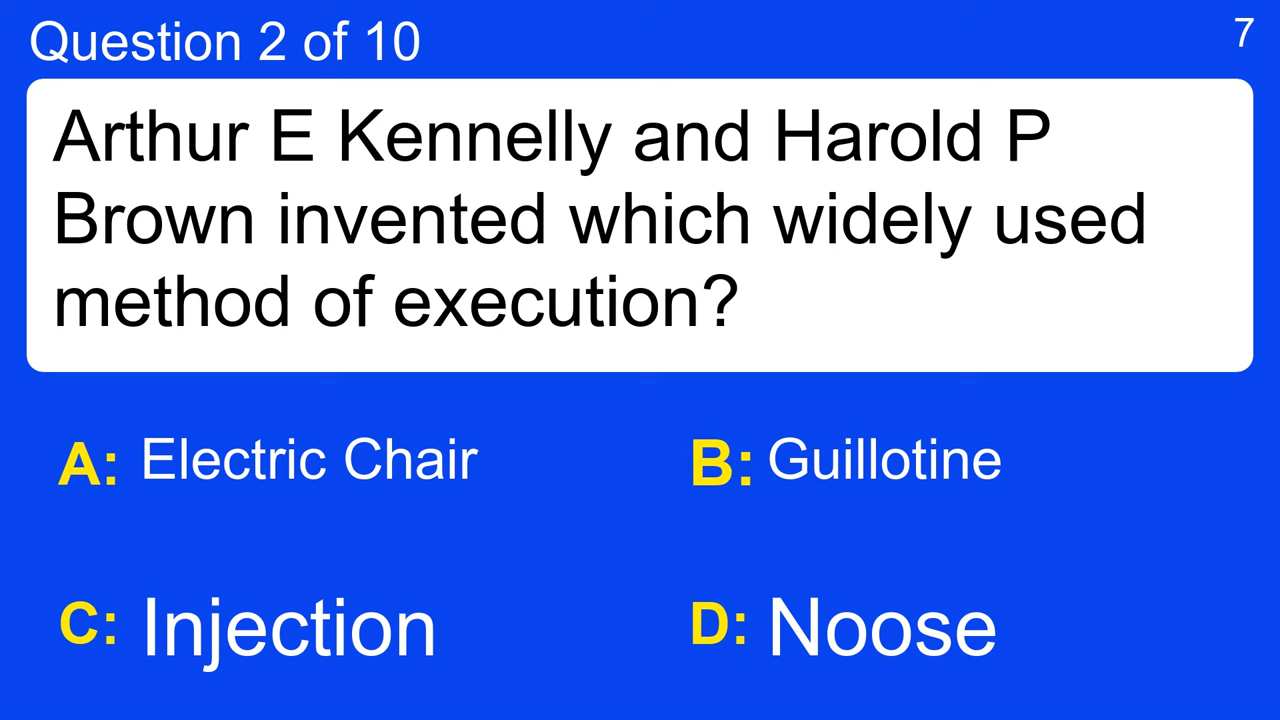 Question 2 of 10
7
Arthur E Kennelly and Harold P
Brown invented which widely used
method of execution?
A: Electric Chair
B: Guillotine
C: Injection
D: Noose